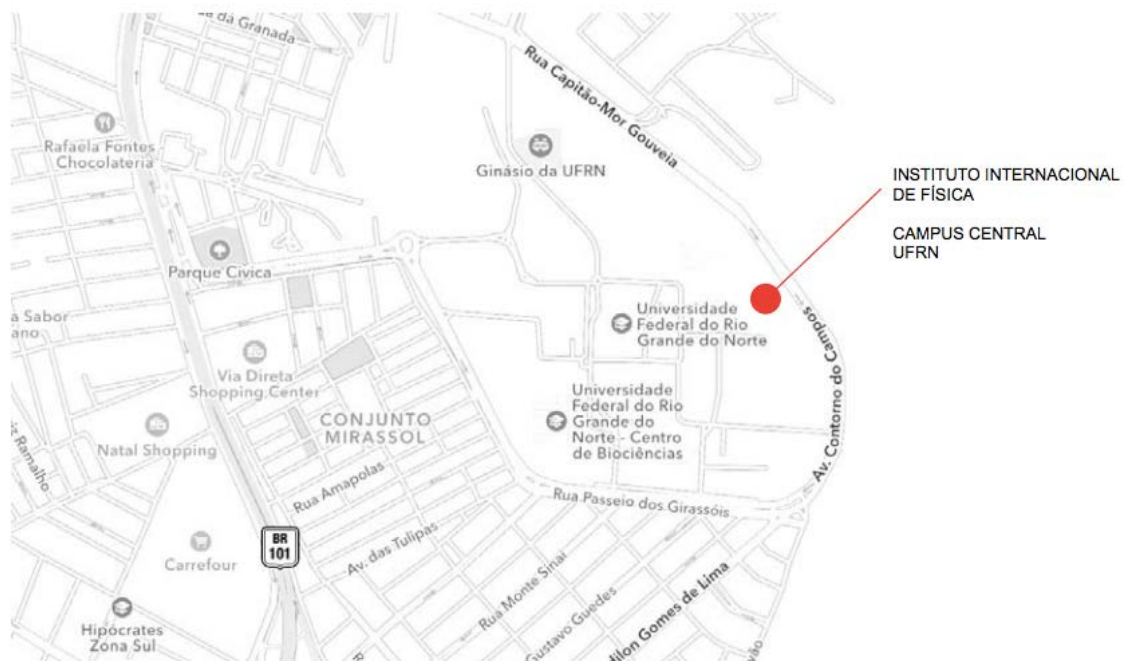 da Granada
Rua Capitão-Mor Gouveia
Rafaela Fontes
Chocolateria
Ginásio da UFRN
INSTITUTO INTERNACIONAL
DE FÍSICA
CAMPUS CENTRAL
UFRN
Parque Civica
Sabor
Universidade
Federal do Rio
Grande do Norte
Av. Contorno do Campos
Via Direta
Shopping Center
Universidade
Federal do Rio
Grande do
Norte - Centro
de Biociências
CONJUNTO
MIRASSOL
Natal Shopping
Ramalho
Rua Amapolas
Rua Passeio dos Girassóis
BR
101
Av. das Tulipas
Carrefour
Rua Monte Sinai
Gustavo Guedes
dilon Gomes de Lima
Hipócrates
Zona Sul